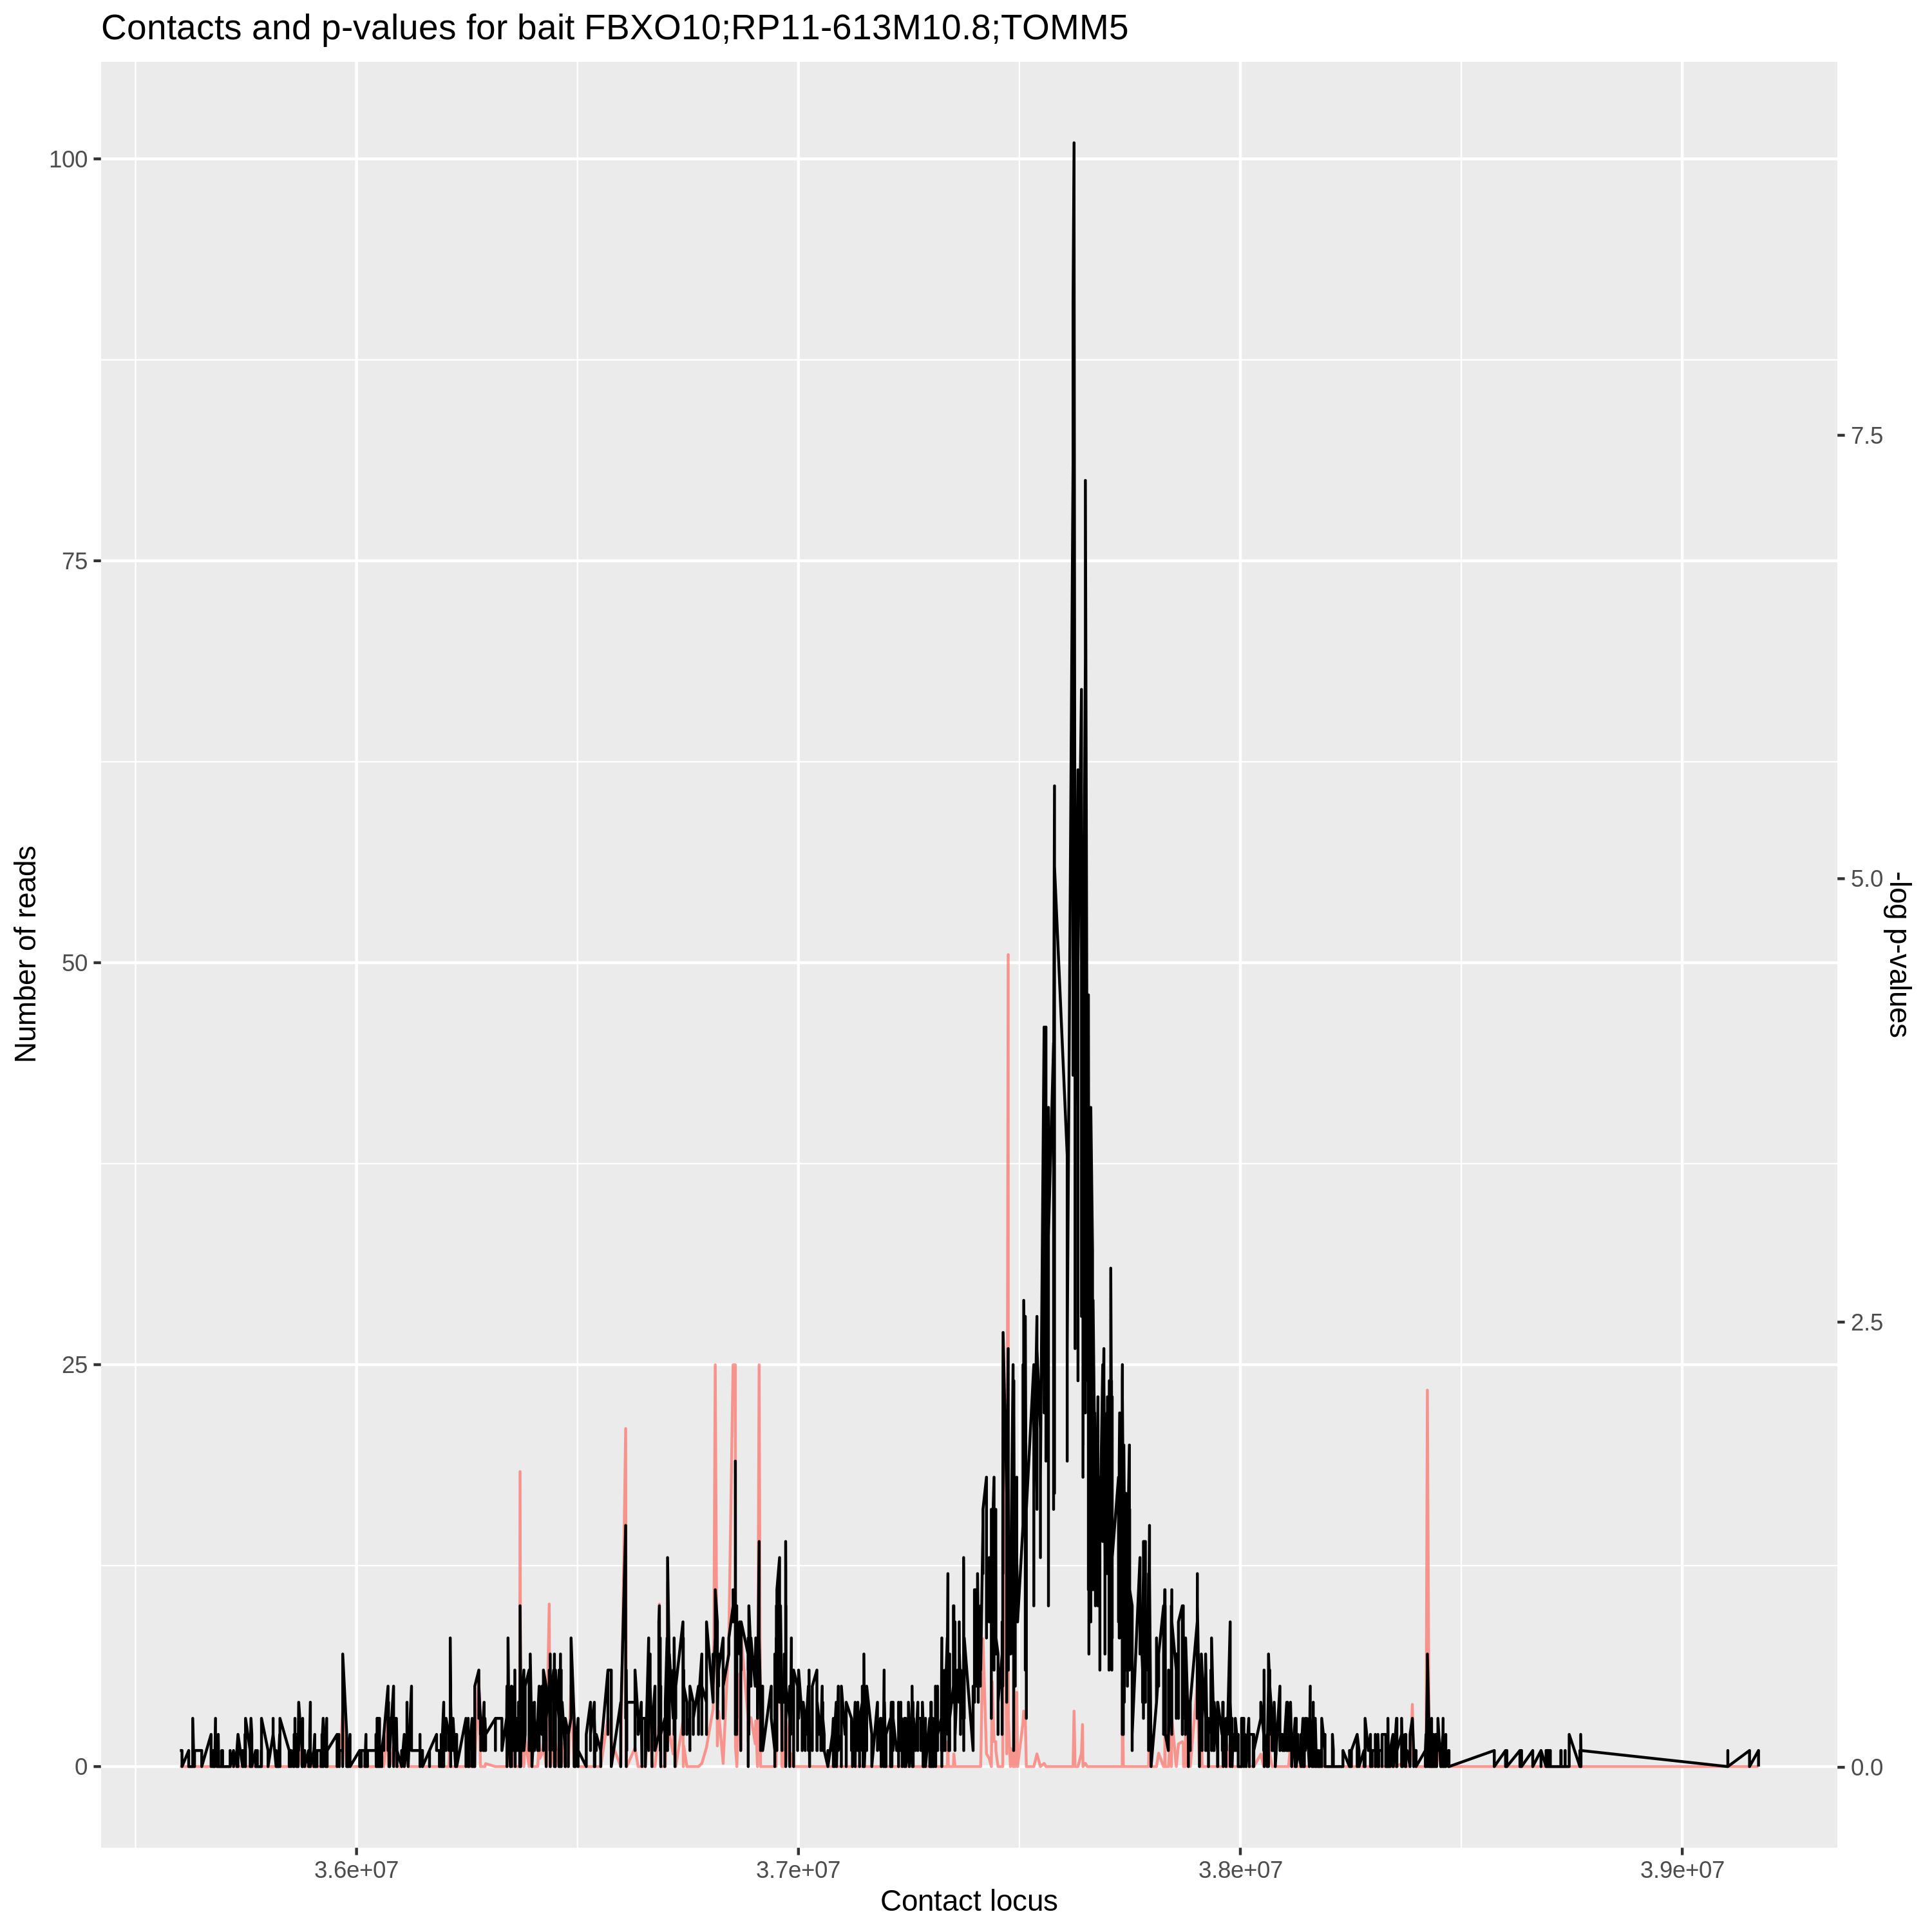 Contacts and p-values for bait FBXO10;RP11-613M10.8;TOMM5
100
75
50
25
0
Number of reads
7.5
5.0
2.5
0.0
-log p-values
3.6e+07 3.7e+07 3.8e+07 3.9e+07
Contact locus